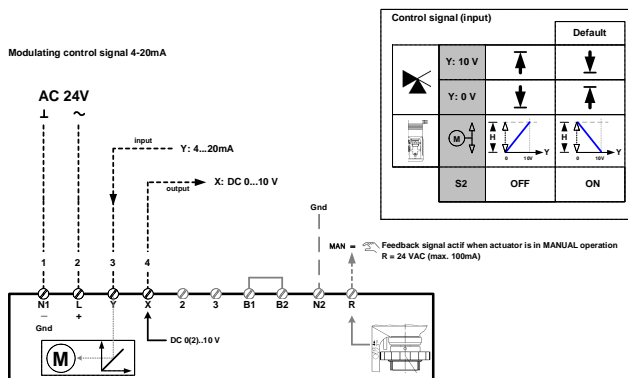 Modulating control signal 4-20mA
AC 24V
⊥ ~
input
Y: 4...20mA
output
X: DC 0...10 V
Gnd
MAN =
Feedback signal actif when actuator is in MANUAL operation
R = 24 VAC (max. 100mA)
1 2 3 4
N1 L Y X 2 3 B1 B2 N2 R
– +
Gnd
DC 0(2)..10 V
M
Control signal (input)
Default
Y: 10 V
Y: 0 V
M
H Y
0 10V
H Y
0 10V
S2 OFF ON